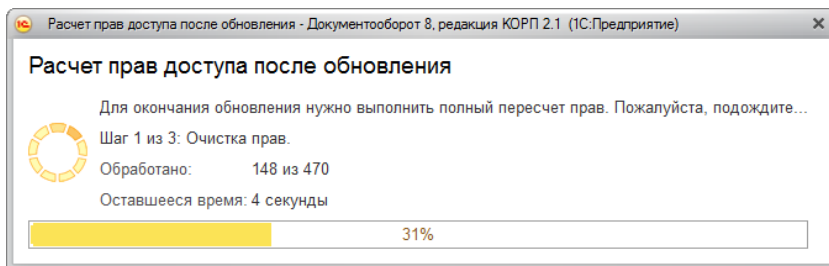 1С Расчет прав доступа после обновления - Документооборот 8, редакция КОРП 2.1 (1С:Предприятие)
Расчет прав доступа после обновления
Для окончания обновления нужно выполнить полный пересчет прав. Пожалуйста, подождите...
Шаг 1 из 3: Очистка прав.
Обработано: 148 из 470
Оставшееся время: 4 секунды
31%